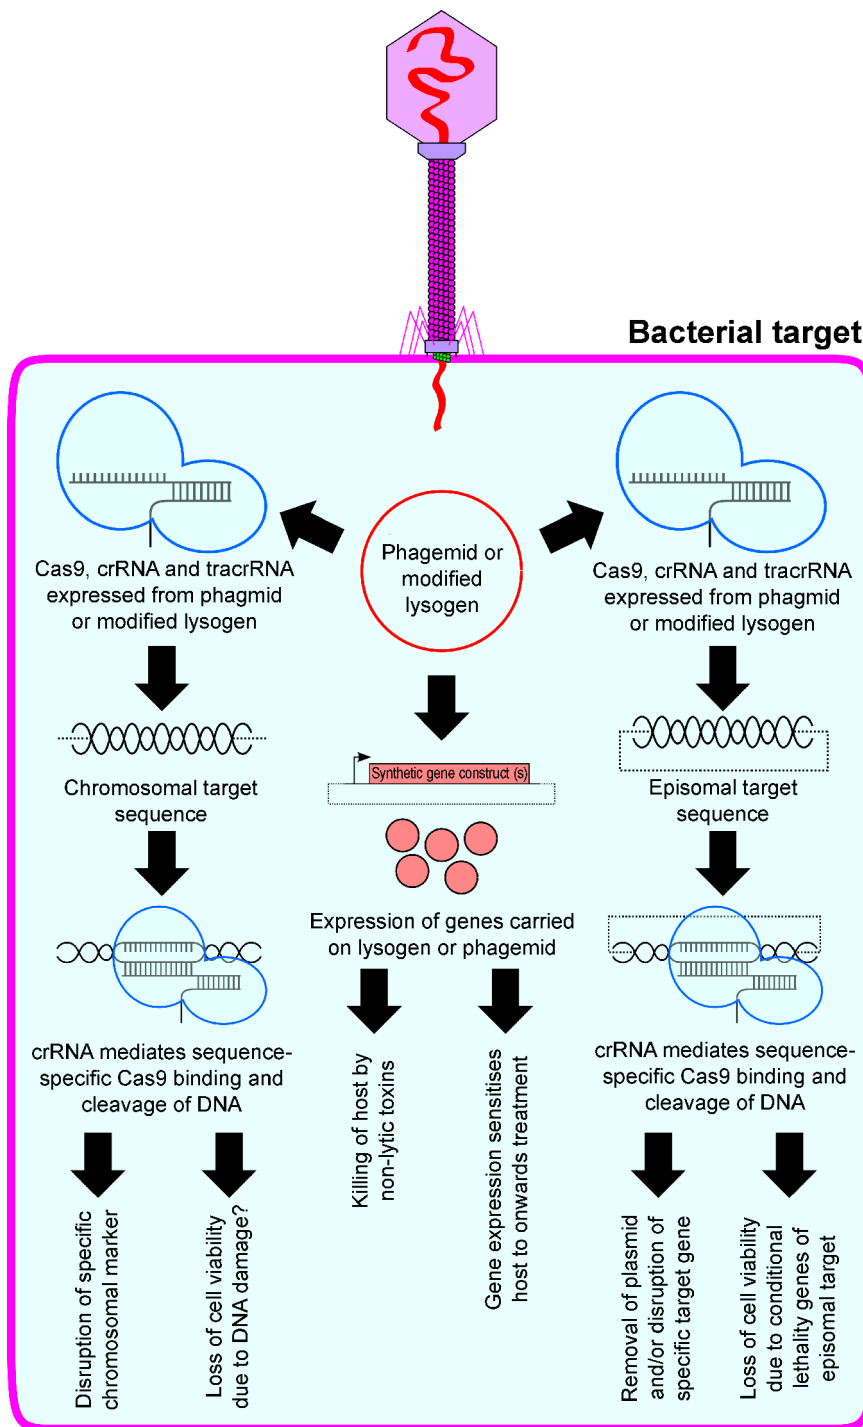 Bacterial target
Phagemid or
modified
lysogen
Cas9, crRNA and tracrRNA
expressed from phagmid
or modified lysogen
Chromosomal target
sequence
crRNA mediates sequence-
specific Cas9 binding and
cleavage of DNA
Disruption of specific
chromosomal marker
Loss of cell viability
due to DNA damage?
Synthetic gene construct (s)
Expression of genes carried
on lysogen or phagemid
Killing of host by
non-lytic toxins
Gene expression sensitises
host to onwards treatment
Cas9, crRNA and tracrRNA
expressed from phagmid
or modified lysogen
Episomal target
sequence
crRNA mediates sequence-
specific Cas9 binding and
cleavage of DNA
Removal of plasmid
and/or disruption of
specific target gene
Loss of cell viability
due to conditional
lethality genes of
episomal target